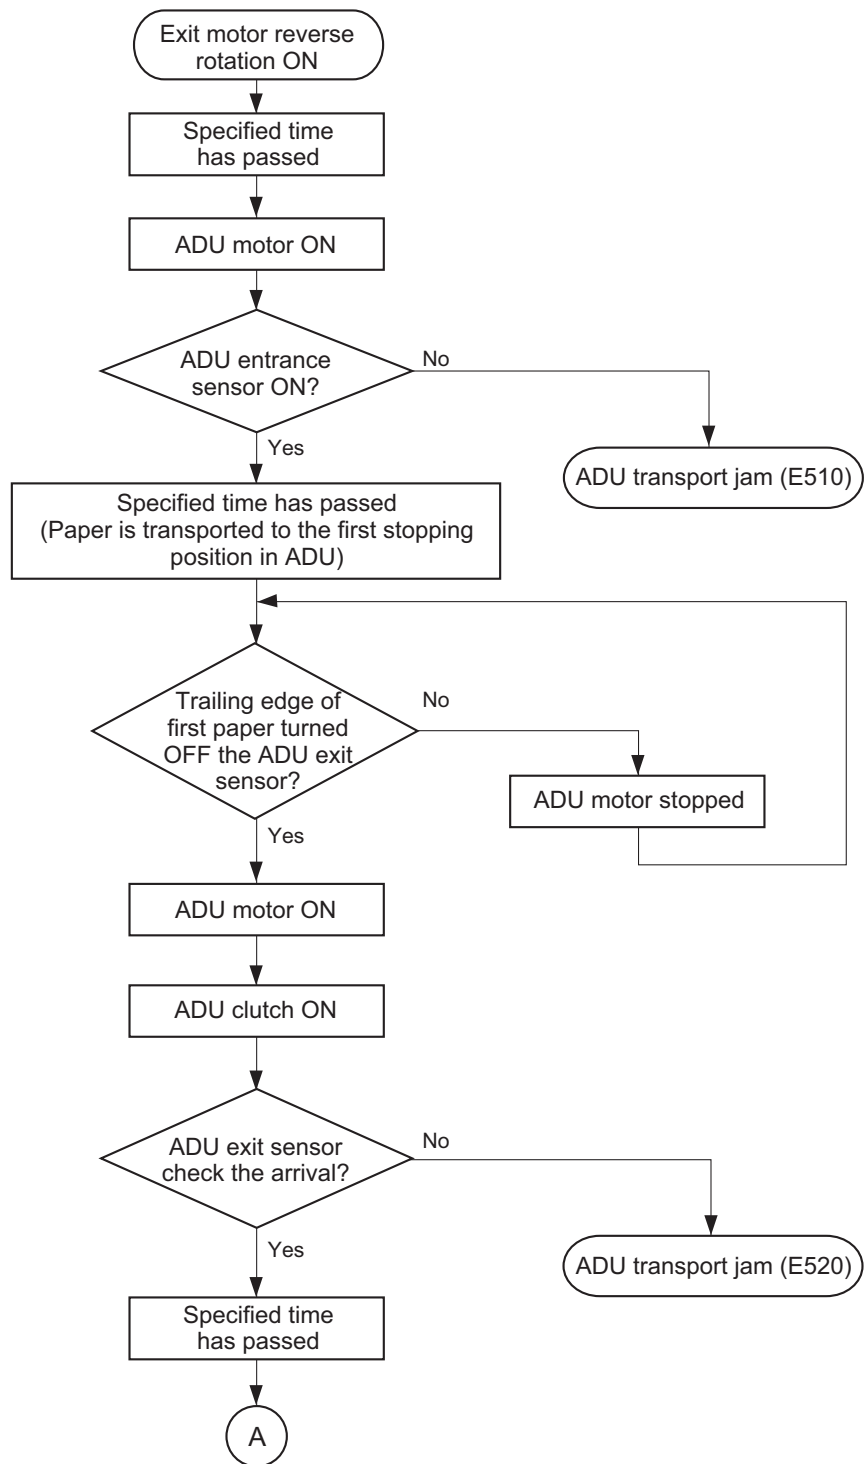 Exit motor reverse
rotation ON
Specified time
has passed
ADU motor ON
ADU entrance
sensor ON?
No
Yes
ADU transport jam (E510)
Specified time has passed
(Paper is transported to the first stopping
position in ADU)
Trailing edge of
first paper turned
OFF the ADU exit
sensor?
No
ADU motor stopped
Yes
ADU motor ON
ADU clutch ON
ADU exit sensor
check the arrival?
No
Yes
ADU transport jam (E520)
Specified time
has passed
A